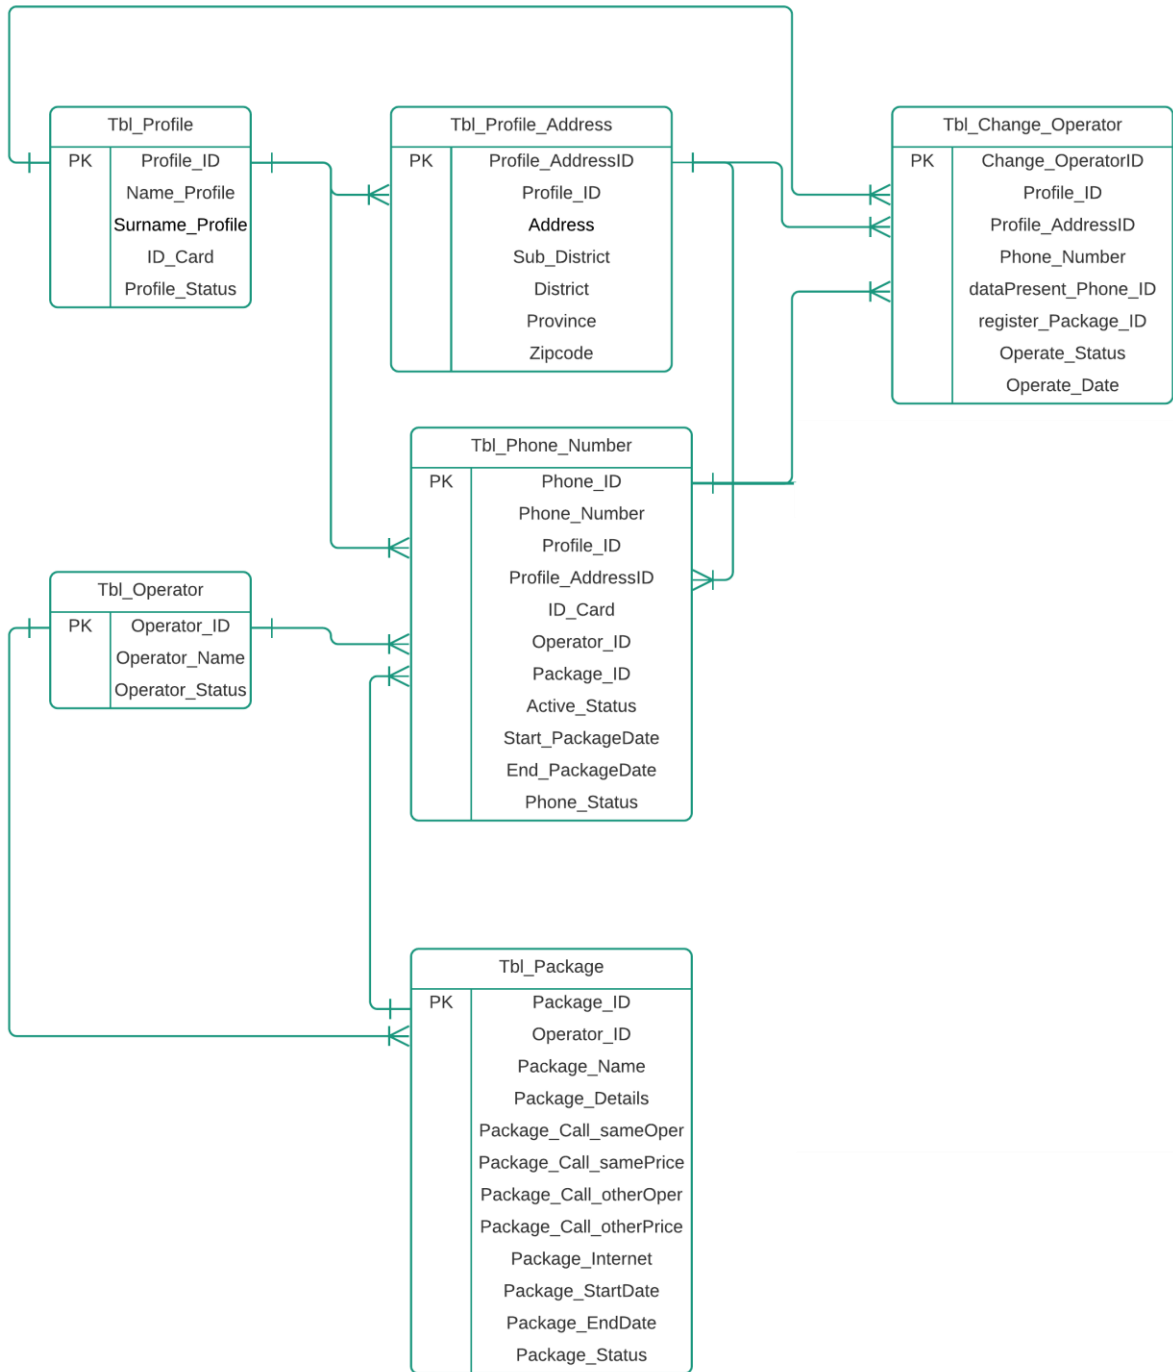 Tbl_Profile
PK Profile_ID
Name_Profile
Surname_Profile
ID_Card
Profile_Status
Tbl_Profile_Address
PK Profile_AddressID
Profile_ID
Address
Sub_District
District
Province
Zipcode
Tbl_Change_Operator
PK Change_OperatorID
Profile_ID
Profile_AddressID
Phone_Number
dataPresent_Phone_ID
register_Package_ID
Operate_Status
Operate_Date
Tbl_Phone_Number
PK Phone_ID
Phone_Number
Profile_ID
Profile_AddressID
ID_Card
Operator_ID
Package_ID
Active_Status
Start_PackageDate
End_PackageDate
Phone_Status
Tbl_Operator
PK Operator_ID
Operator_Name
Operator_Status
Tbl_Package
PK Package_ID
Operator_ID
Package_Name
Package_Details
Package_Call_sameOper
Package_Call_samePrice
Package_Call_otherOper
Package_Call_otherPrice
Package_Internet
Package_StartDate
Package_EndDate
Package_Status